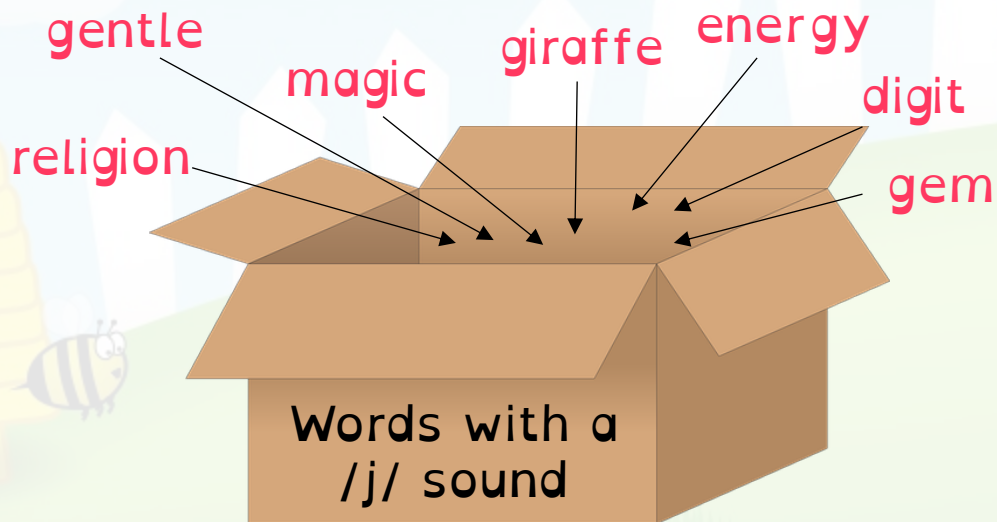 gentle
magic
giraffe
energy
digit
religion
gem
Words with a
/j/ sound